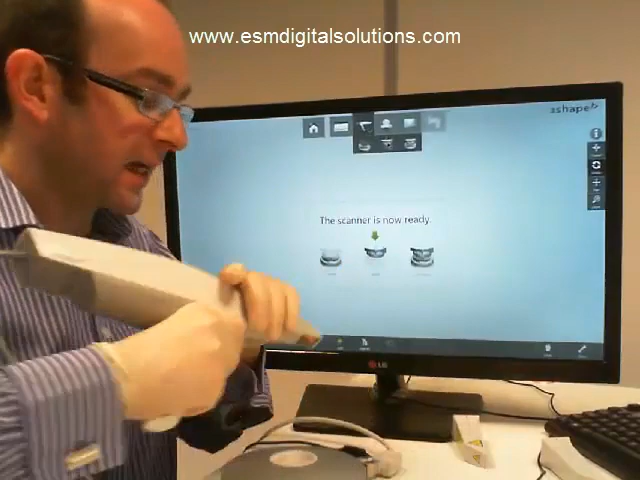 www.esmdigitalsolutions.com
3shape
The scanner is now ready.
LG